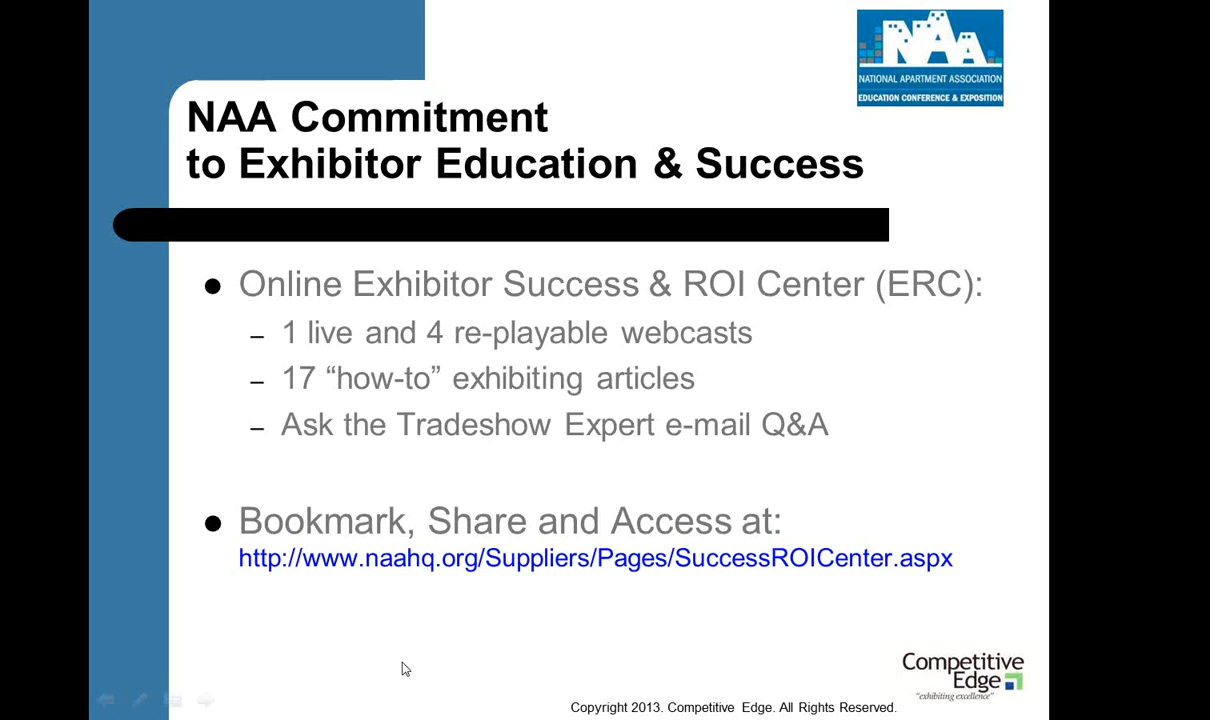 NAA
NATIONAL APARTMENT ASSOCIATION
EDUCATION CONFERENCE & EXPOSITION
NAA Commitment
to Exhibitor Education & Success
● Online Exhibitor Success & ROI Center (ERC):
– 1 live and 4 re-playable webcasts
– 17 “how-to” exhibiting articles
– Ask the Tradeshow Expert e-mail Q&A
● Bookmark, Share and Access at:
http://www.naahq.org/Suppliers/Pages/SuccessROICenter.aspx
Competitive
Edge
“exhibiting excellence”
Copyright 2013. Competitive Edge. All Rights Reserved.